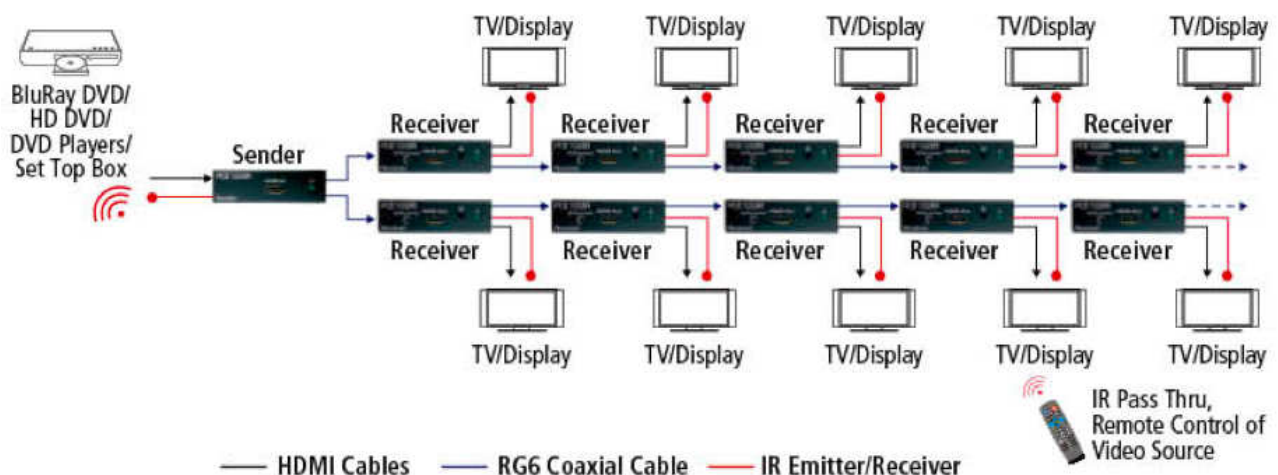 TV/Display TV/Display TV/Display TV/Display TV/Display
BluRay DVD/
HD DVD/
DVD Players/
Set Top Box
Sender
Receiver Receiver Receiver Receiver Receiver
Receiver Receiver Receiver Receiver Receiver
TV/Display TV/Display TV/Display TV/Display TV/Display
IR Pass Thru,
Remote Control of
Video Source
HDMI Cables RG6 Coaxial Cable IR Emitter/Receiver